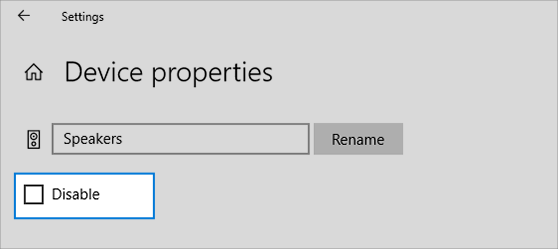 Settings
Device properties
Speakers
Rename
Disable